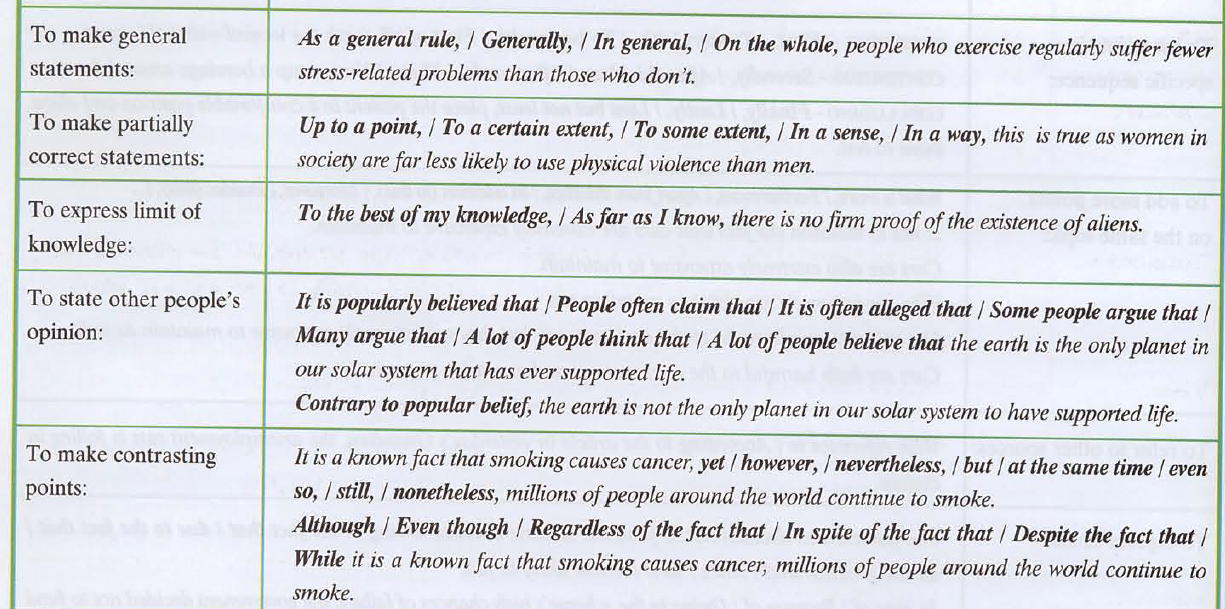 To make general
statements:
As a general rule, / Generally, / In general, / On the whole, people who exercise regularly suffer fewer
stress-related problems than those who don't.
To make partially
correct statements:
Up to a point, / To a certain extent, / To some extent, / In a sense, / In a way, this is true as women in
society are far less likely to use physical violence than men.
To express limit of
knowledge:
To the best of my knowledge, / As far as I know, there is no firm proof of the existence of aliens.
To state other people's
opinion:
It is popularly believed that / People often claim that / It is often alleged that / Some people argue that /
Many argue that / A lot of people think that / A lot of people believe that the earth is the only planet in
our solar system that has ever supported life.
Contrary to popular belief, the earth is not the only planet in our solar system to have supported life.
To make contrasting
points:
It is a known fact that smoking causes cancer, yet / however, / nevertheless, / but / at the same time / even
so, / still, / nonetheless, millions of people around the world continue to smoke.
Although / Even though / Regardless of the fact that / In spite of the fact that / Despite the fact that /
While it is a known fact that smoking causes cancer, millions of people around the world continue to
smoke.